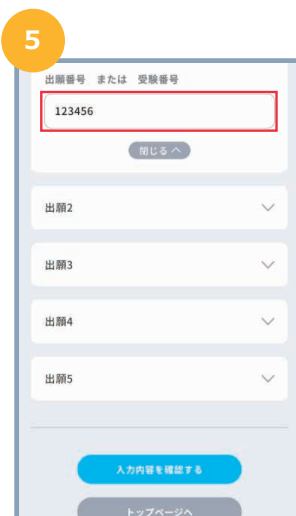 5
出願番号 または 受験番号
123456
閉じる
出願2
出願3
出願4
出願5
入力内容を確認する
トップページへ